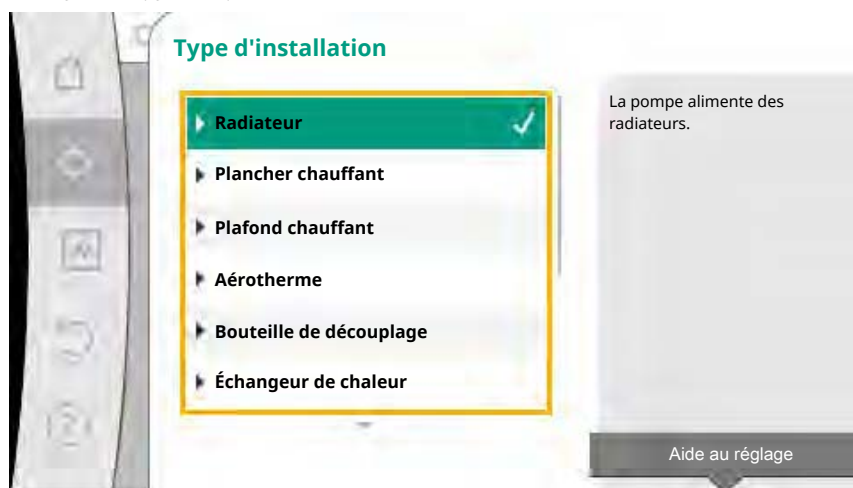 Type d'installation
Radiateur
Plancher chauffant
Plafond chauffant
Aérotherme
Bouteille de découplage
Échangeur de chaleur
La pompe alimente des
radiateurs.
Aide au réglage